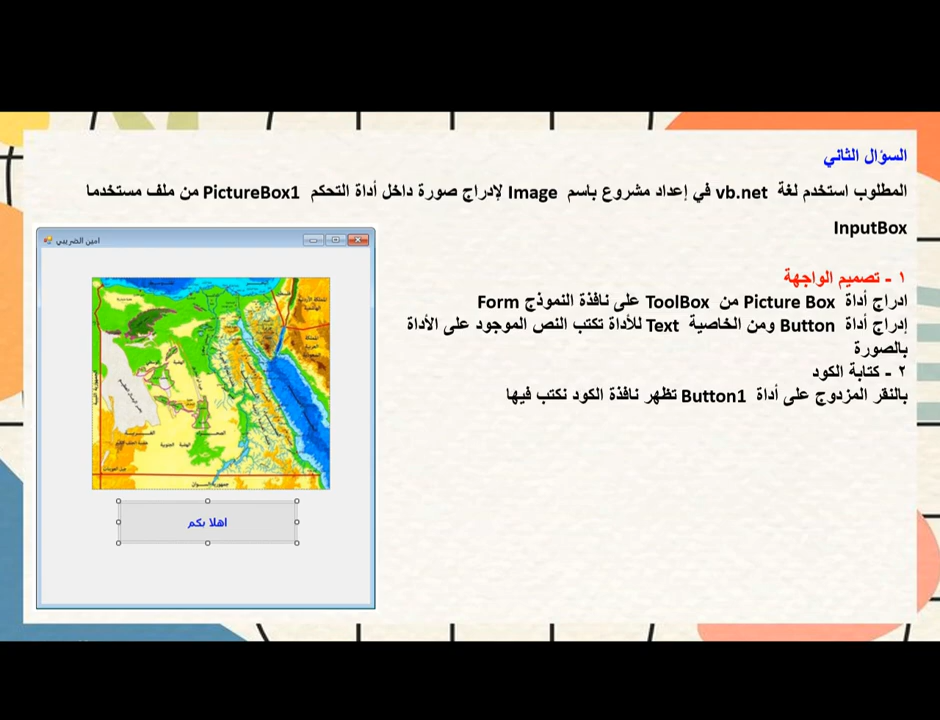 السؤال الثاني
المطلوب استخدم لغة vb.net في إعداد مشروع باسم Image لإدراج صورة داخل أداة التحكم PictureBox1 من ملف مستخدما
InputBox
١ - تصميم الواجهة
ادراج أداة Picture Box من ToolBox على نافذة النموذج Form
إدراج أداة Button ومن الخاصية Text للأداة تكتب النص الموجود على الأداة
بالصورة
٢ - كتابة الكود
بالنقر المزدوج على أداة Button1 تظهر نافذة الكود نكتب فيها
امين الضريبي
اهلا بكم